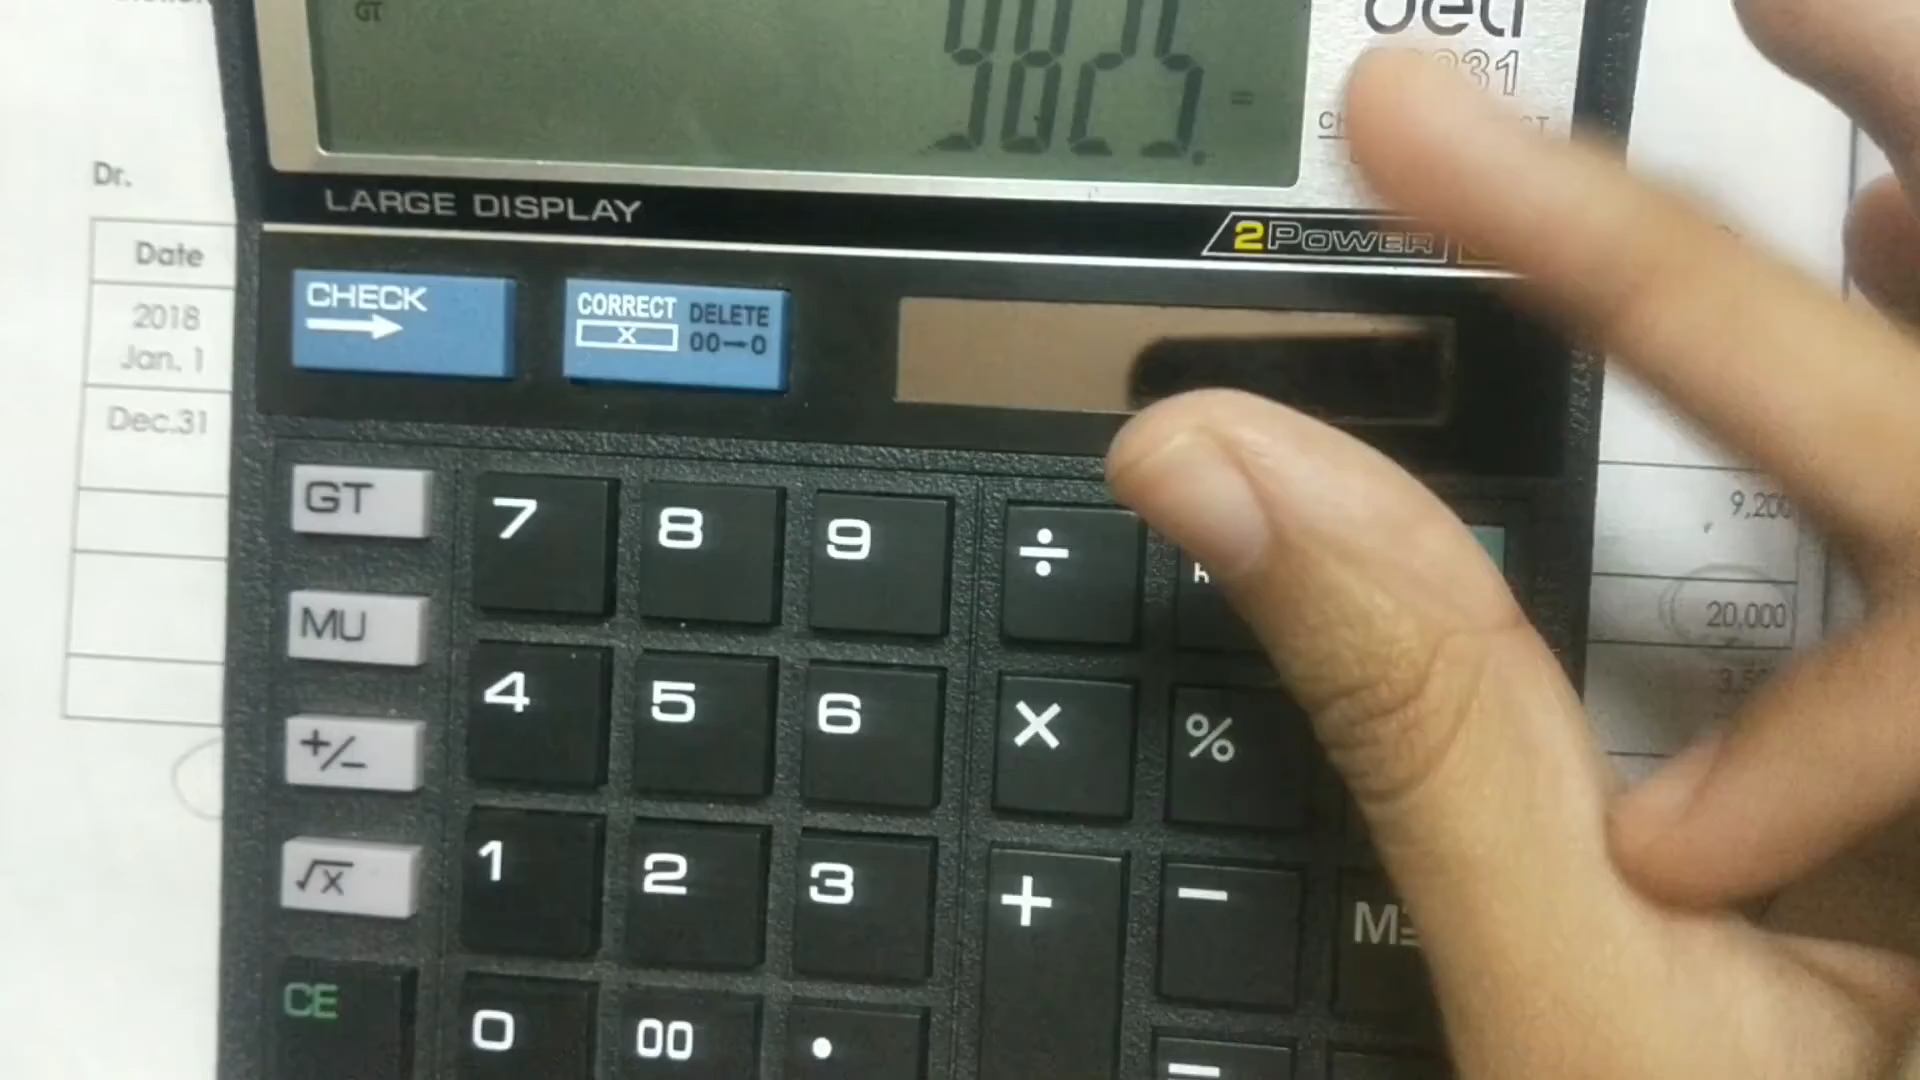 GT
9825.
=
deli
Dr.
LARGE DISPLAY
2POWER
Date
CHECK
CORRECT
X
DELETE
00→0
2018
Jan. 1
Dec.31
GT
7
8
9
÷
9,200
MU
20,000
4
5
6
×
%
+/−
√x
1
2
3
+
−
CE
0
00
.
=